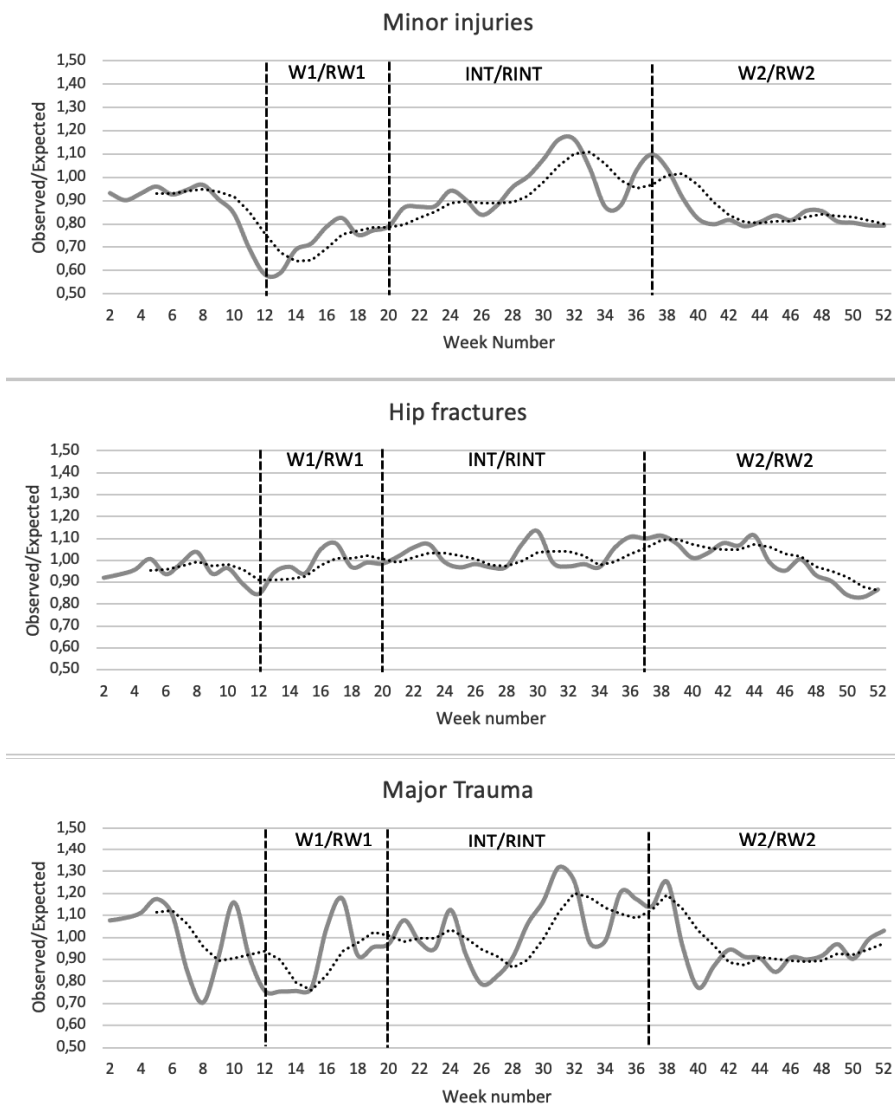 Minor injuries
1,50
1,40
1,30
1,20
1,10
1,00
0,90
0,80
0,70
0,60
0,50
Observed/Expected
W1/RW1 INT/RINT W2/RW2
2 4 6 8 10 12 14 16 18 20 22 24 26 28 30 32 34 36 38 40 42 44 46 48 50 52
Week Number
Hip fractures
1,50
1,40
1,30
1,20
1,10
1,00
0,90
0,80
0,70
0,60
0,50
Observed/Expected
W1/RW1 INT/RINT W2/RW2
2 4 6 8 10 12 14 16 18 20 22 24 26 28 30 32 34 36 38 40 42 44 46 48 50 52
Week number
Major Trauma
1,50
1,40
1,30
1,20
1,10
1,00
0,90
0,80
0,70
0,60
0,50
Observed/Expected
W1/RW1 INT/RINT W2/RW2
2 4 6 8 10 12 14 16 18 20 22 24 26 28 30 32 34 36 38 40 42 44 46 48 50 52
Week number